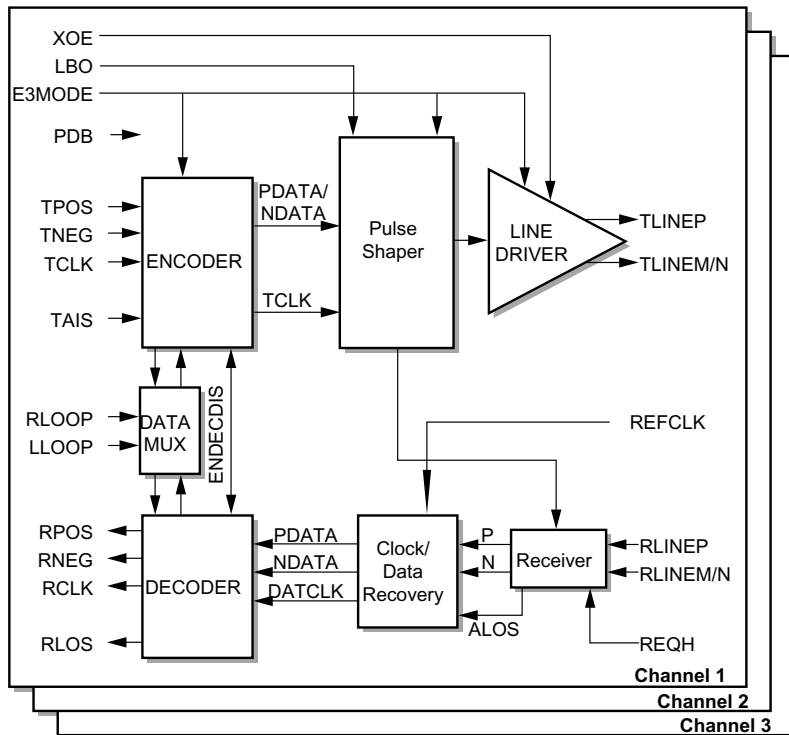 XOE
LBO
E3MODE
PDB
TPOS
TNEG
TCLK
TAIS
ENCODER
PDATA/
NDATA
TCLK
Pulse
Shaper
LINE
DRIVER
TLINEP
TLINEM/N
RLOOP
LLOOP
DATA
MUX
ENDECDIS
REFCLK
RPOS
RNEG
RCLK
RLOS
DECODER
PDATA
NDATA
DATCLK
Clock/
Data
Recovery
P
N
ALOS
Receiver
RLINEP
RLINEM/N
REQH
Channel 1
Channel 2
Channel 3